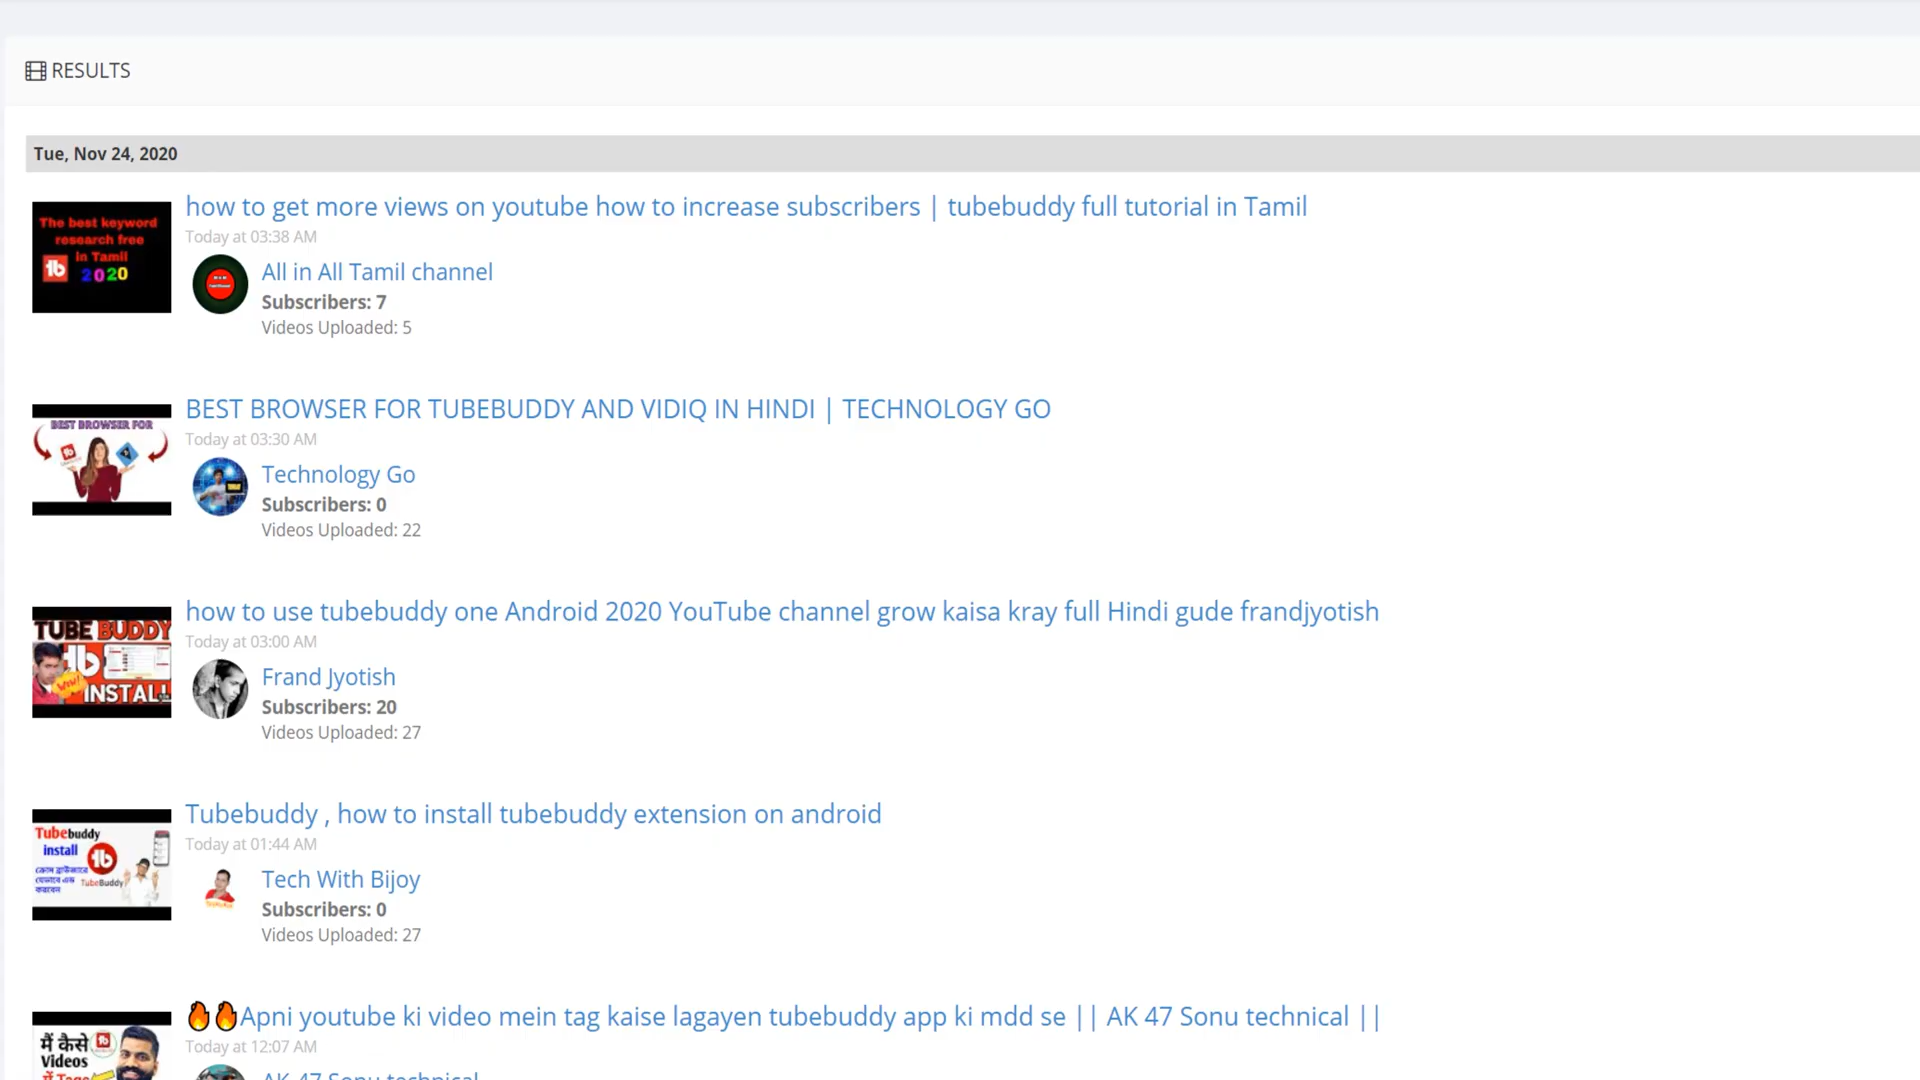 RESULTS
Tue, Nov 24, 2020
how to get more views on youtube how to increase subscribers | tubebuddy full tutorial in Tamil
Today at 03:38 AM
The best keyword
research free
in Tamil
2020
All in All Tamil channel
Subscribers: 7
Videos Uploaded: 5
BEST BROWSER FOR TUBEBUDDY AND VIDIQ IN HINDI | TECHNOLOGY GO
Today at 03:30 AM
BEST BROWSER FOR
Technology Go
Subscribers: 0
Videos Uploaded: 22
how to use tubebuddy one Android 2020 YouTube channel grow kaisa kray full Hindi gude frandjyotish
Today at 03:00 AM
TUBE BUDDY
WOW!
INSTALL
Frand Jyotish
Subscribers: 20
Videos Uploaded: 27
Tubebuddy , how to install tubebuddy extension on android
Today at 01:44 AM
Tubebuddy
install
TubeBuddy
Tech With Bijoy
Subscribers: 0
Videos Uploaded: 27
🔥🔥Apni youtube ki video mein tag kaise lagayen tubebuddy app ki mdd se || AK 47 Sonu technical ||
Today at 12:07 AM
मैं कैसे
Videos
में Tags
AK 47 Sonu technical